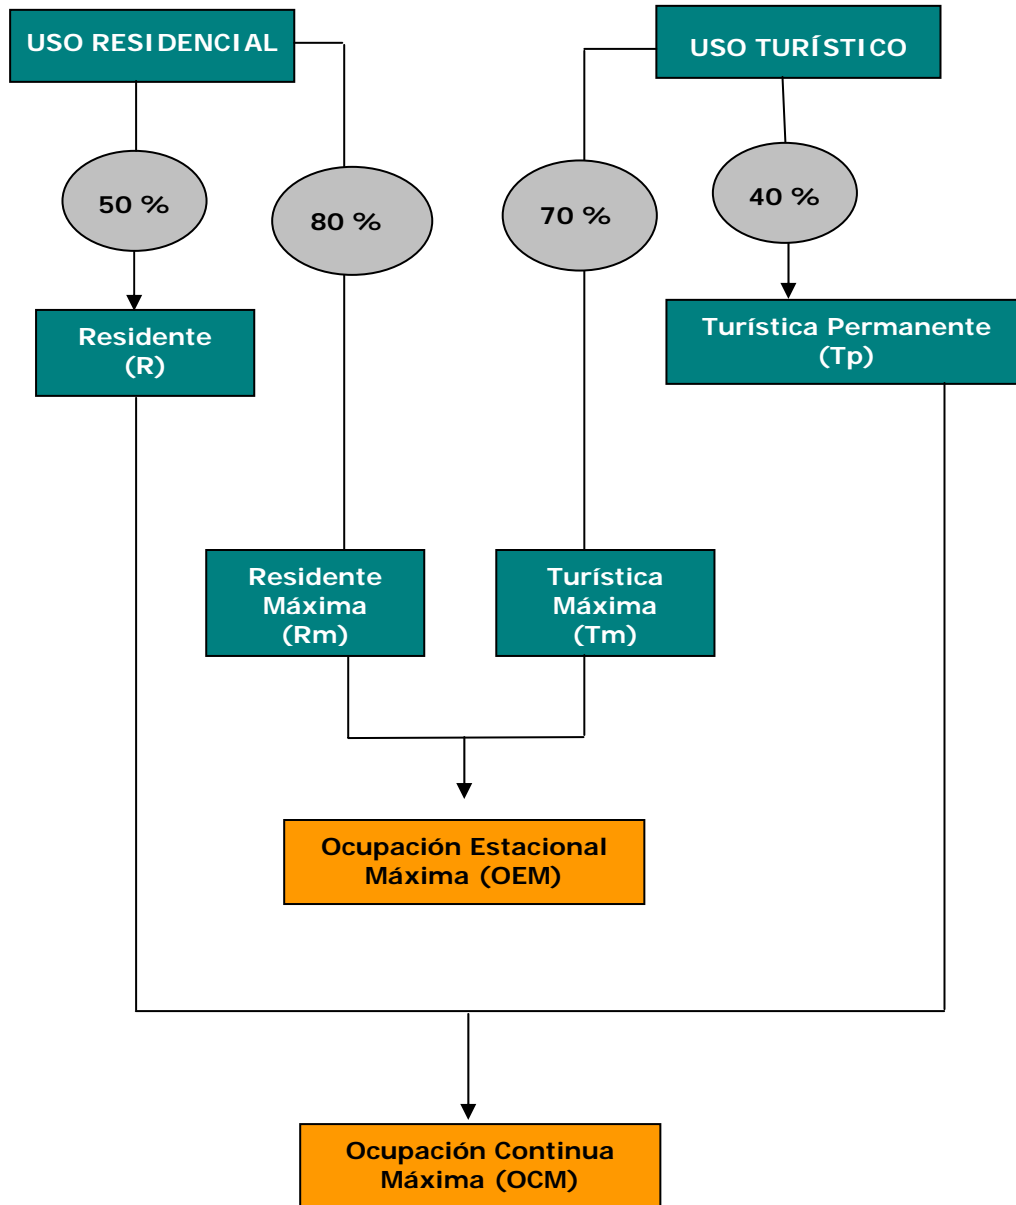 USO RESIDENCIAL
USO TURÍSTICO
50 %
80 %
70 %
40 %
Residente
(R)
Turística Permanente
(Tp)
Residente
Máxima
(Rm)
Turística
Máxima
(Tm)
Ocupación Estacional
Máxima (OEM)
Ocupación Continua
Máxima (OCM)